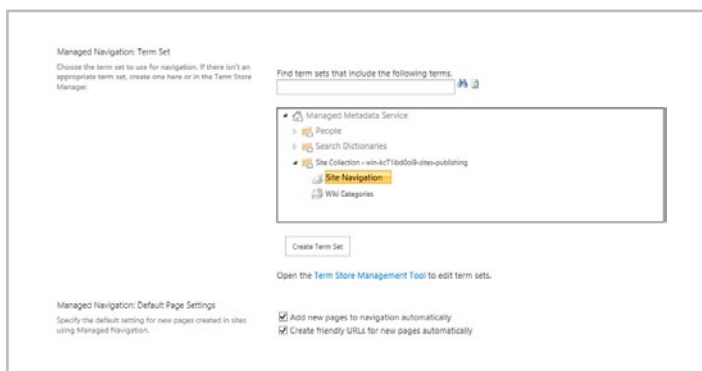 Managed Navigation: Term Set
Choose the term set to use for navigation. If there isn't an
appropriate term set, create one here or in the Term Store
Manager.
Find term sets that include the following terms.
Managed Metadata Service
People
Search Dictionaries
Site Collection - win-kc71ibd0oi9-sites-publishing
Site Navigation
Wiki Categories
Create Term Set
Open the Term Store Management Tool to edit term sets.
Managed Navigation: Default Page Settings
Specify the default setting for new pages created in sites
using Managed Navigation.
Add new pages to navigation automatically
Create friendly URLs for new pages automatically